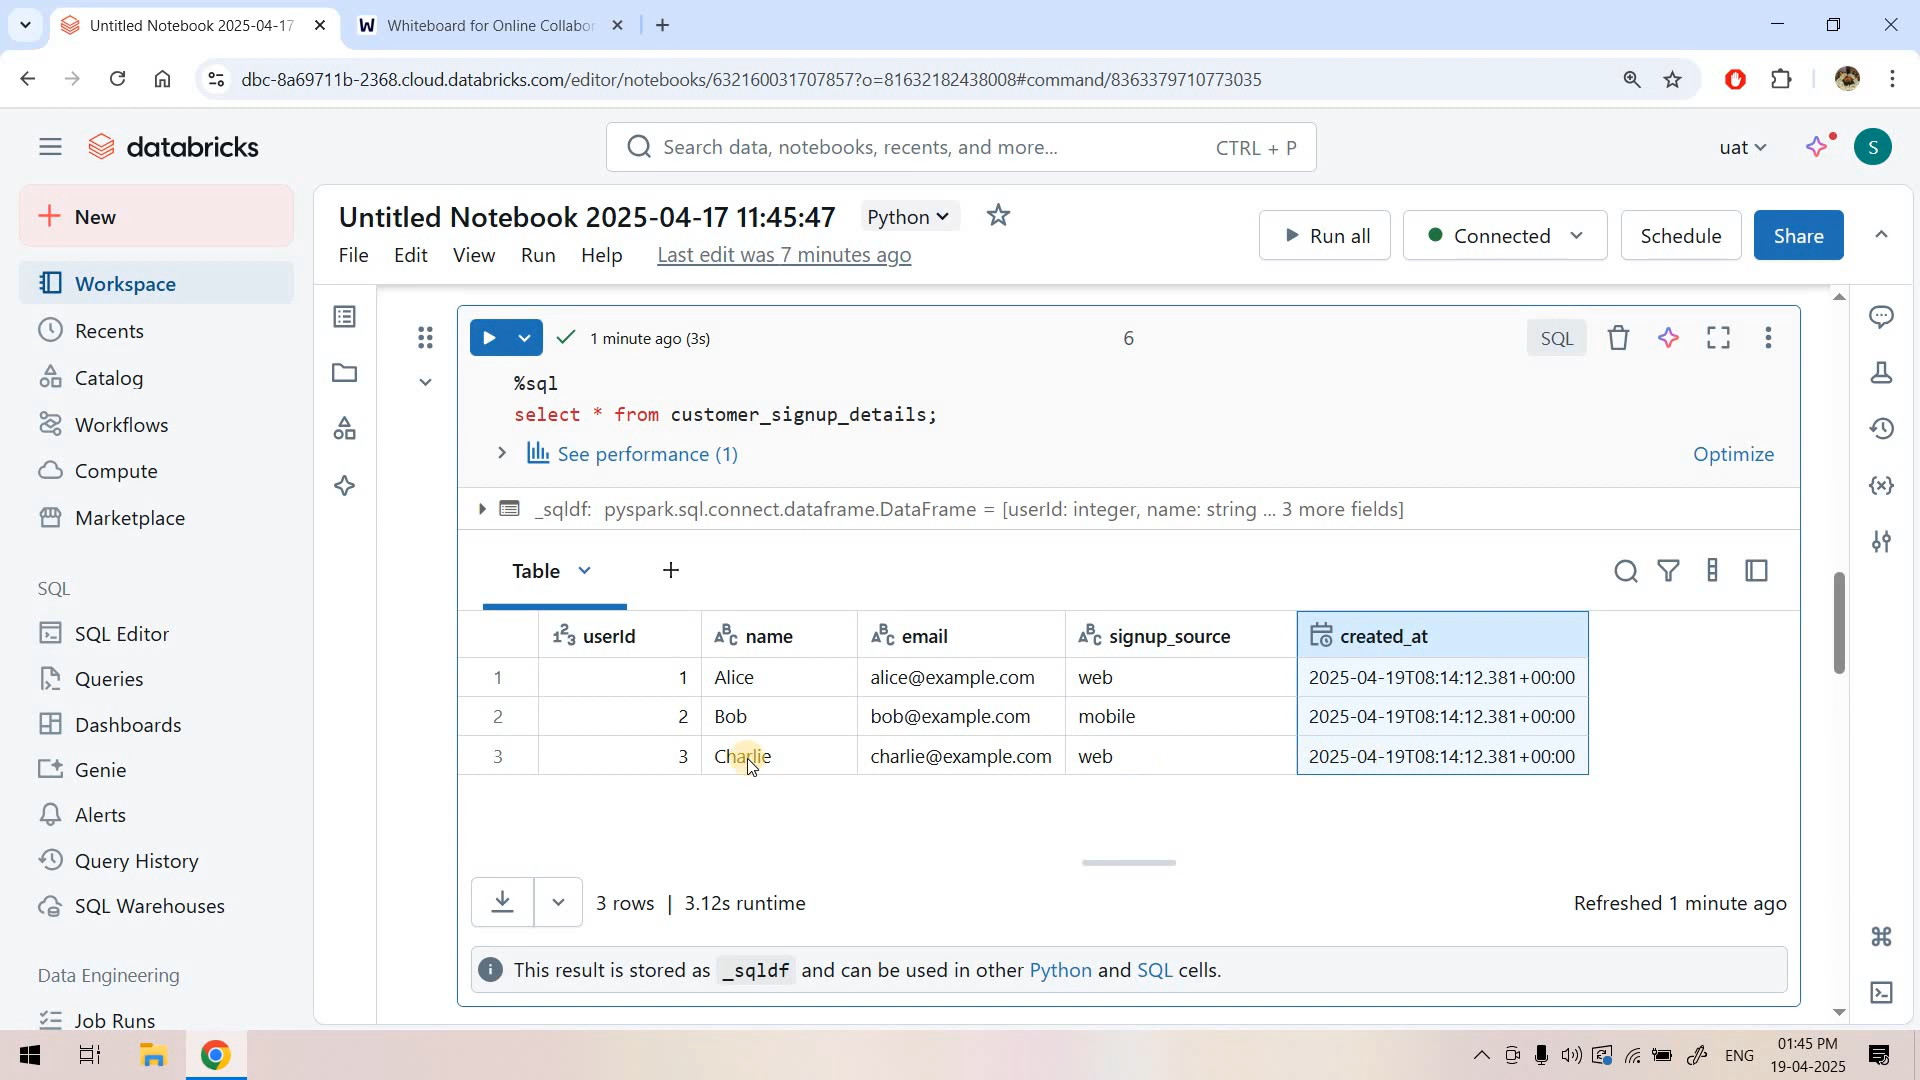 Untitled Notebook 2025-04-17
Whiteboard for Online Collabor
dbc-8a69711b-2368.cloud.databricks.com/editor/notebooks/632160031707857?o=81632182438008#command/8363379710773035
databricks
Search data, notebooks, recents, and more...
CTRL + P
uat
S
New
Untitled Notebook 2025-04-17 11:45:47
Python
Run all
Connected
Schedule
Share
File
Edit
View
Run
Help
Last edit was 7 minutes ago
Workspace
Recents
Catalog
Workflows
Compute
Marketplace
SQL
SQL Editor
Queries
Dashboards
Genie
Alerts
Query History
SQL Warehouses
Data Engineering
Job Runs
1 minute ago (3s)
6
SQL
%sql
select * from customer_signup_details;
See performance (1)
Optimize
_sqldf: pyspark.sql.connect.dataframe.DataFrame = [userId: integer, name: string ... 3 more fields]
Table
userId name email signup_source created_at
1 1 Alice alice@example.com web 2025-04-19T08:14:12.381+00:00
2 2 Bob bob@example.com mobile 2025-04-19T08:14:12.381+00:00
3 3 Charlie charlie@example.com web 2025-04-19T08:14:12.381+00:00
3 rows | 3.12s runtime
Refreshed 1 minute ago
This result is stored as _sqldf and can be used in other Python and SQL cells.
ENG
01:45 PM
19-04-2025